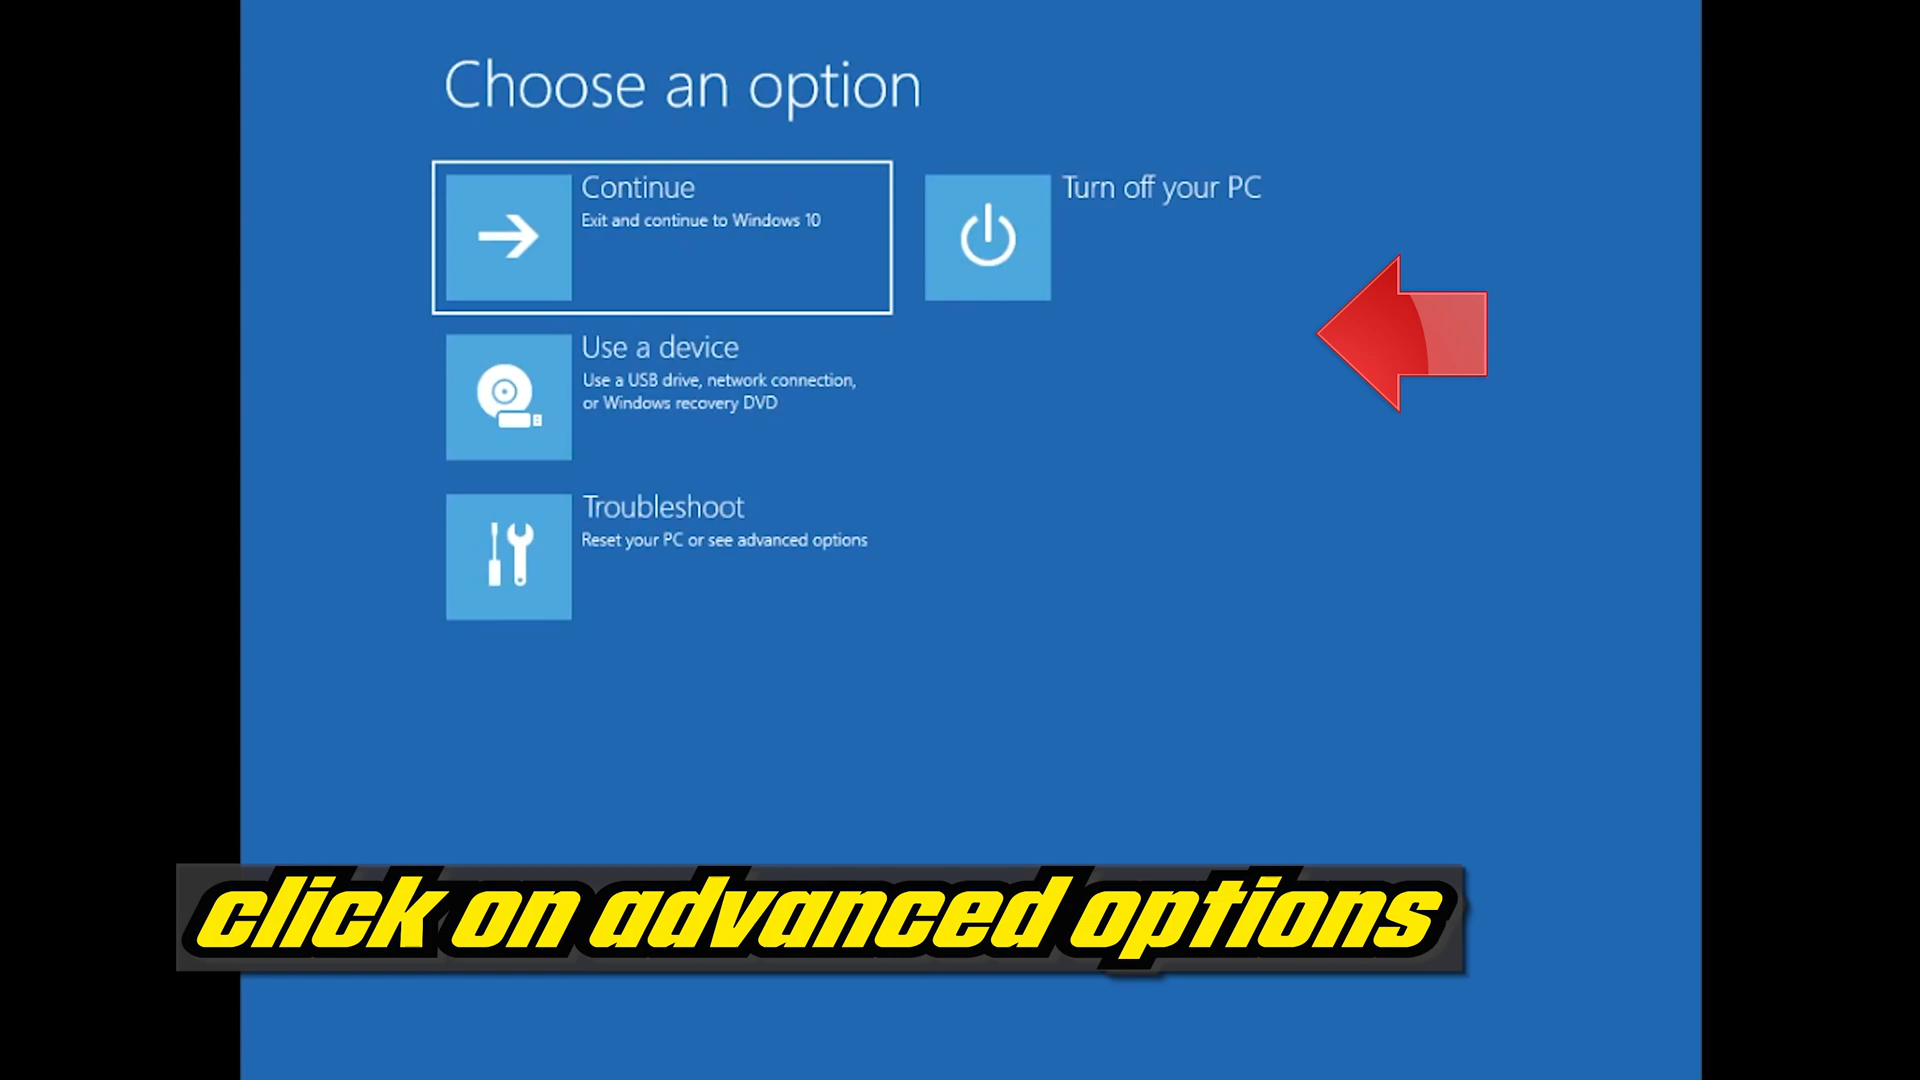 Choose an option
Continue
Exit and continue to Windows 10
Turn off your PC
Use a device
Use a USB drive, network connection,
or Windows recovery DVD
Troubleshoot
Reset your PC or see advanced options
click on advanced options